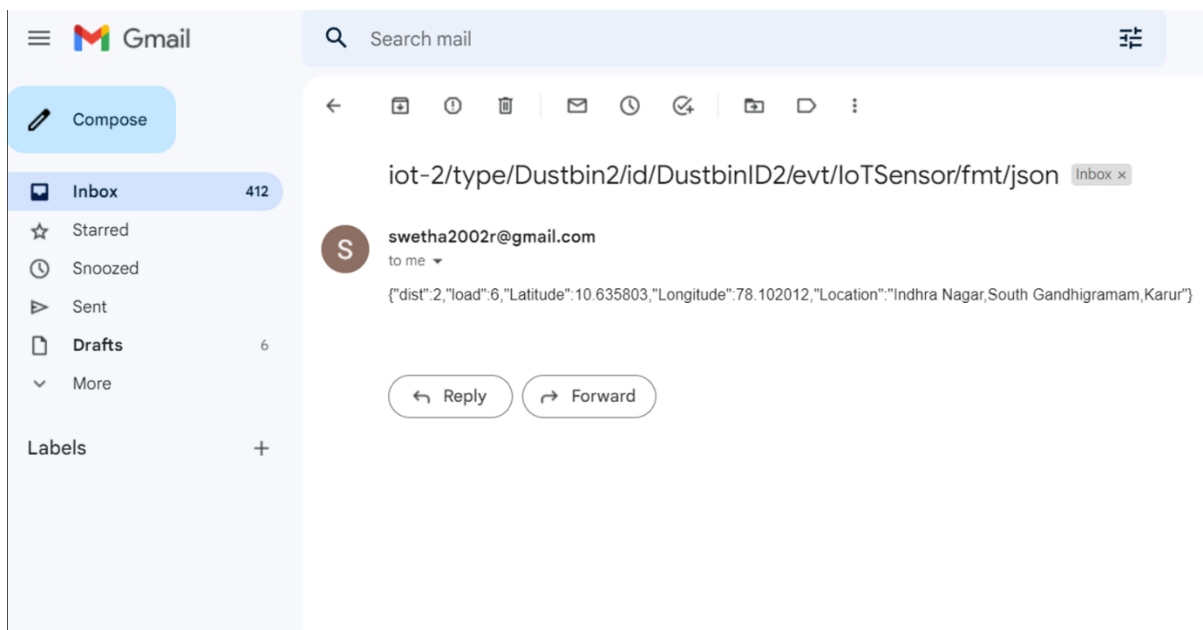 Gmail
Search mail
Compose
Inbox 412
Starred
Snoozed
Sent
Drafts 6
More
Labels
iot-2/type/Dustbin2/id/DustbinID2/evt/IoTSensor/fmt/json Inbox ×
S
swetha2002r@gmail.com
to me
{"dist":2,"load":6,"Latitude":10.635803,"Longitude":78.102012,"Location":"Indhra Nagar,South Gandhigramam,Karur"}
Reply Forward